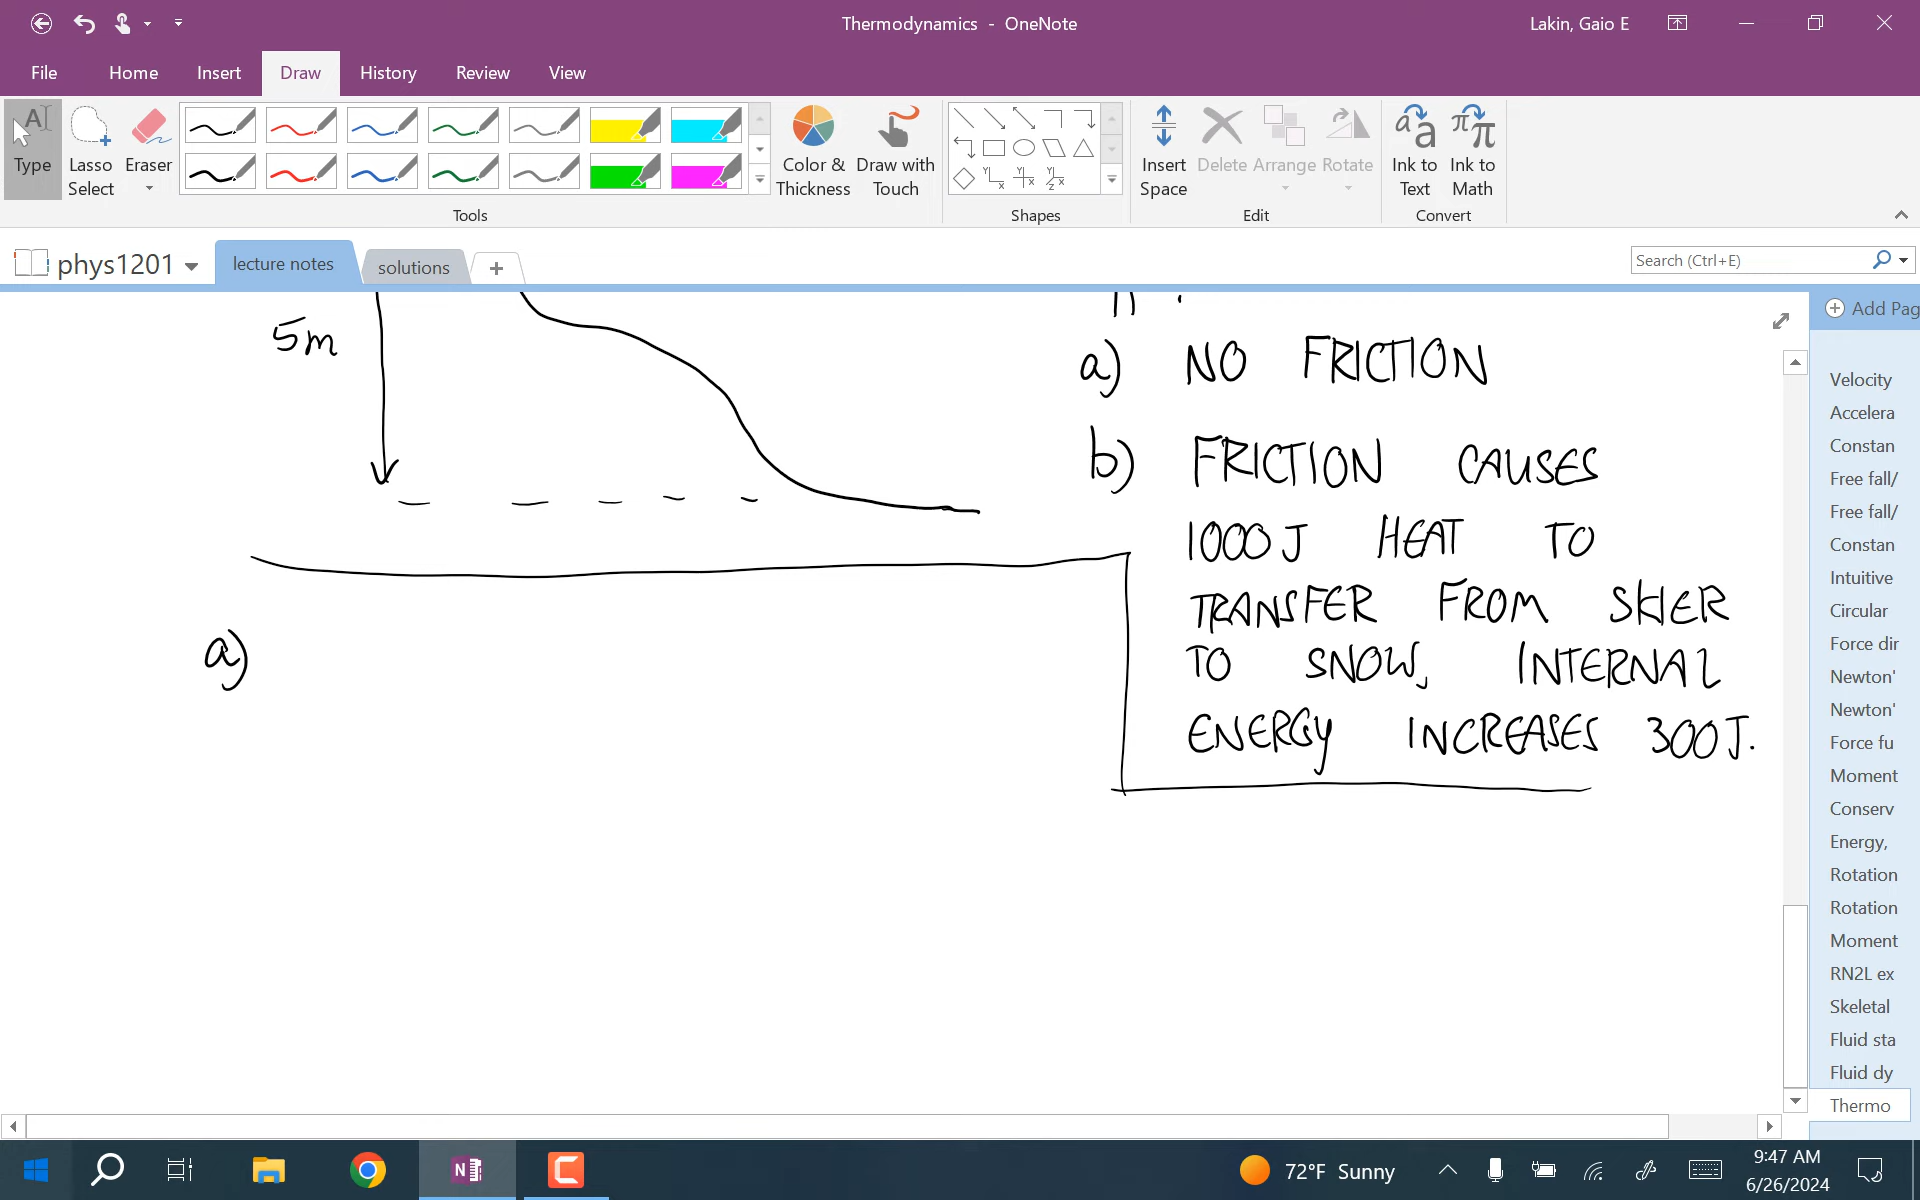 Thermodynamics - OneNote
Lakin, Gaio E
File Home Insert Draw History Review View
Type
Lasso Select
Eraser
Color & Thickness
Draw with Touch
Insert Space
Delete
Arrange
Rotate
Ink to Text
Ink to Math
Tools
Shapes
Edit
Convert
phys1201
lecture notes
solutions
Search (Ctrl+E)
5m
a) NO FRICTION
b) FRICTION CAUSES
1000J HEAT TO
TRANSFER FROM SKIER
TO SNOW, INTERNAL
ENERGY INCREASES 300J.
a)
Add Pag
Velocity
Accelera
Constan
Free fall/
Free fall/
Constan
Intuitive
Circular
Force dir
Newton'
Newton'
Force fu
Moment
Conserv
Energy,
Rotation
Rotation
Moment
RN2L ex
Skeletal
Fluid sta
Fluid dy
Thermo
72°F Sunny
9:47 AM
6/26/2024